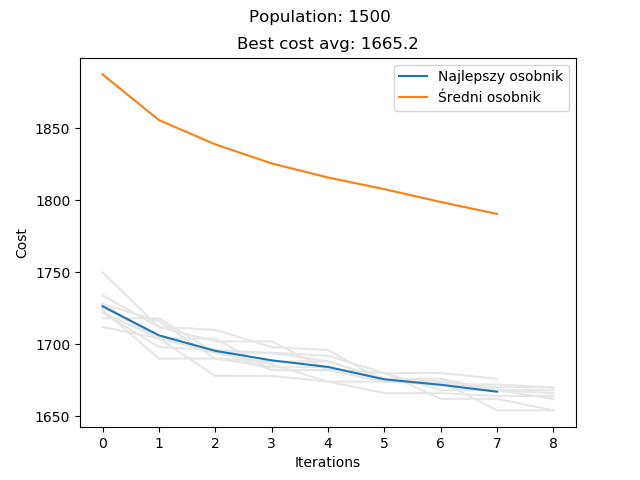 Population: 1500
Best cost avg: 1665.2
Najlepszy osobnik
Średni osobnik
1850
1800
1750
1700
1650
Cost
0 1 2 3 4 5 6 7 8
Iterations